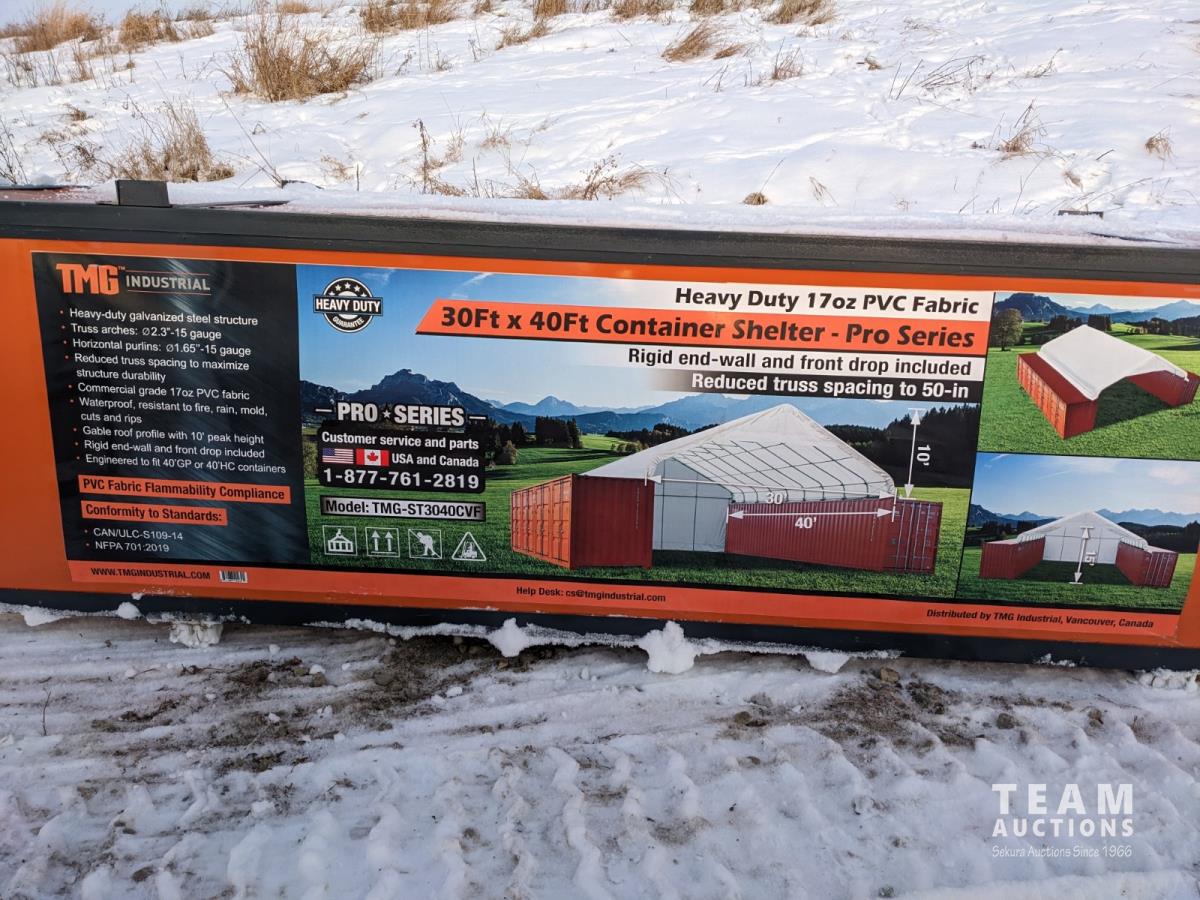 TMG™ INDUSTRIAL
• Heavy-duty galvanized steel structure
• Truss arches: ∅2.3"-15 gauge
• Horizontal purlins: ∅1.65"-15 gauge
• Reduced truss spacing to maximize
structure durability
• Commercial grade 17oz PVC fabric
• Waterproof, resistant to fire, rain, mold,
cuts and rips
• Gable roof profile with 10' peak height
• Rigid end-wall and front drop included
• Engineered to fit 40'GP or 40'HC containers
PVC Fabric Flammability Compliance
Conformity to Standards:
• CAN/ULC-S109-14
• NFPA 701:2019
WWW.TMGINDUSTRIAL.COM
HEAVY DUTY
GUARANTEE
Heavy Duty 17oz PVC Fabric
30Ft x 40Ft Container Shelter - Pro Series
Rigid end-wall and front drop included
Reduced truss spacing to 50-in
PRO★SERIES
Customer service and parts
USA and Canada
1-877-761-2819
Model: TMG-ST3040CVF
10'
30'
40'
Help Desk: cs@tmgindustrial.com
Distributed by TMG Industrial, Vancouver, Canada
TEAM
AUCTIONS
Sekura Auctions Since 1966